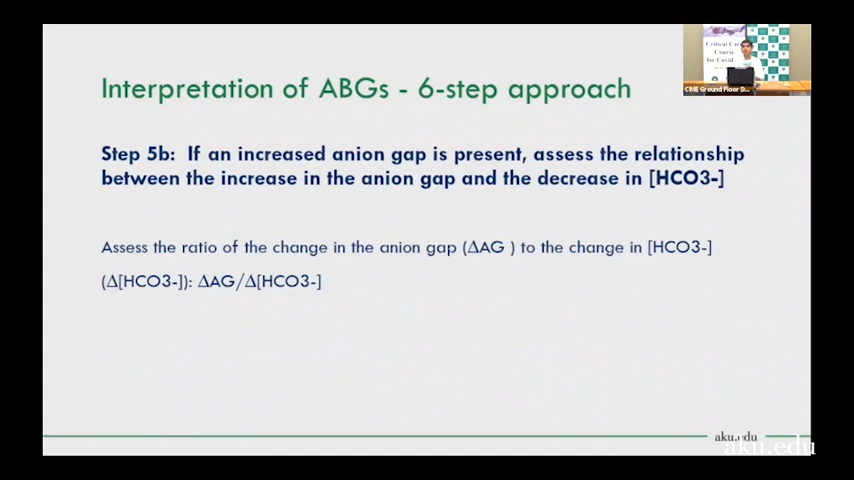 Interpretation of ABGs - 6-step approach
Step 5b: If an increased anion gap is present, assess the relationship
between the increase in the anion gap and the decrease in [HCO3-]
Assess the ratio of the change in the anion gap (ΔAG ) to the change in [HCO3-]
(Δ[HCO3-]): ΔAG/Δ[HCO3-]
Critical Care
Course
for Covid
CIME Ground Floor D...
aku.edu
aku.edu